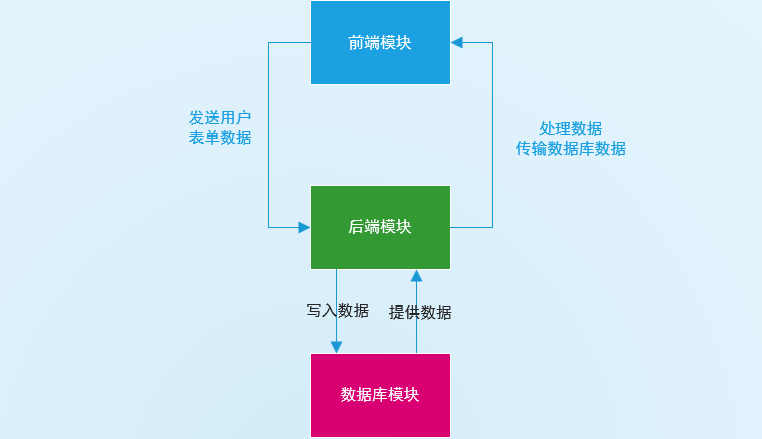 前端模块
发送用户
表单数据
处理数据
传输数据库数据
后端模块
写入数据
提供数据
数据库模块